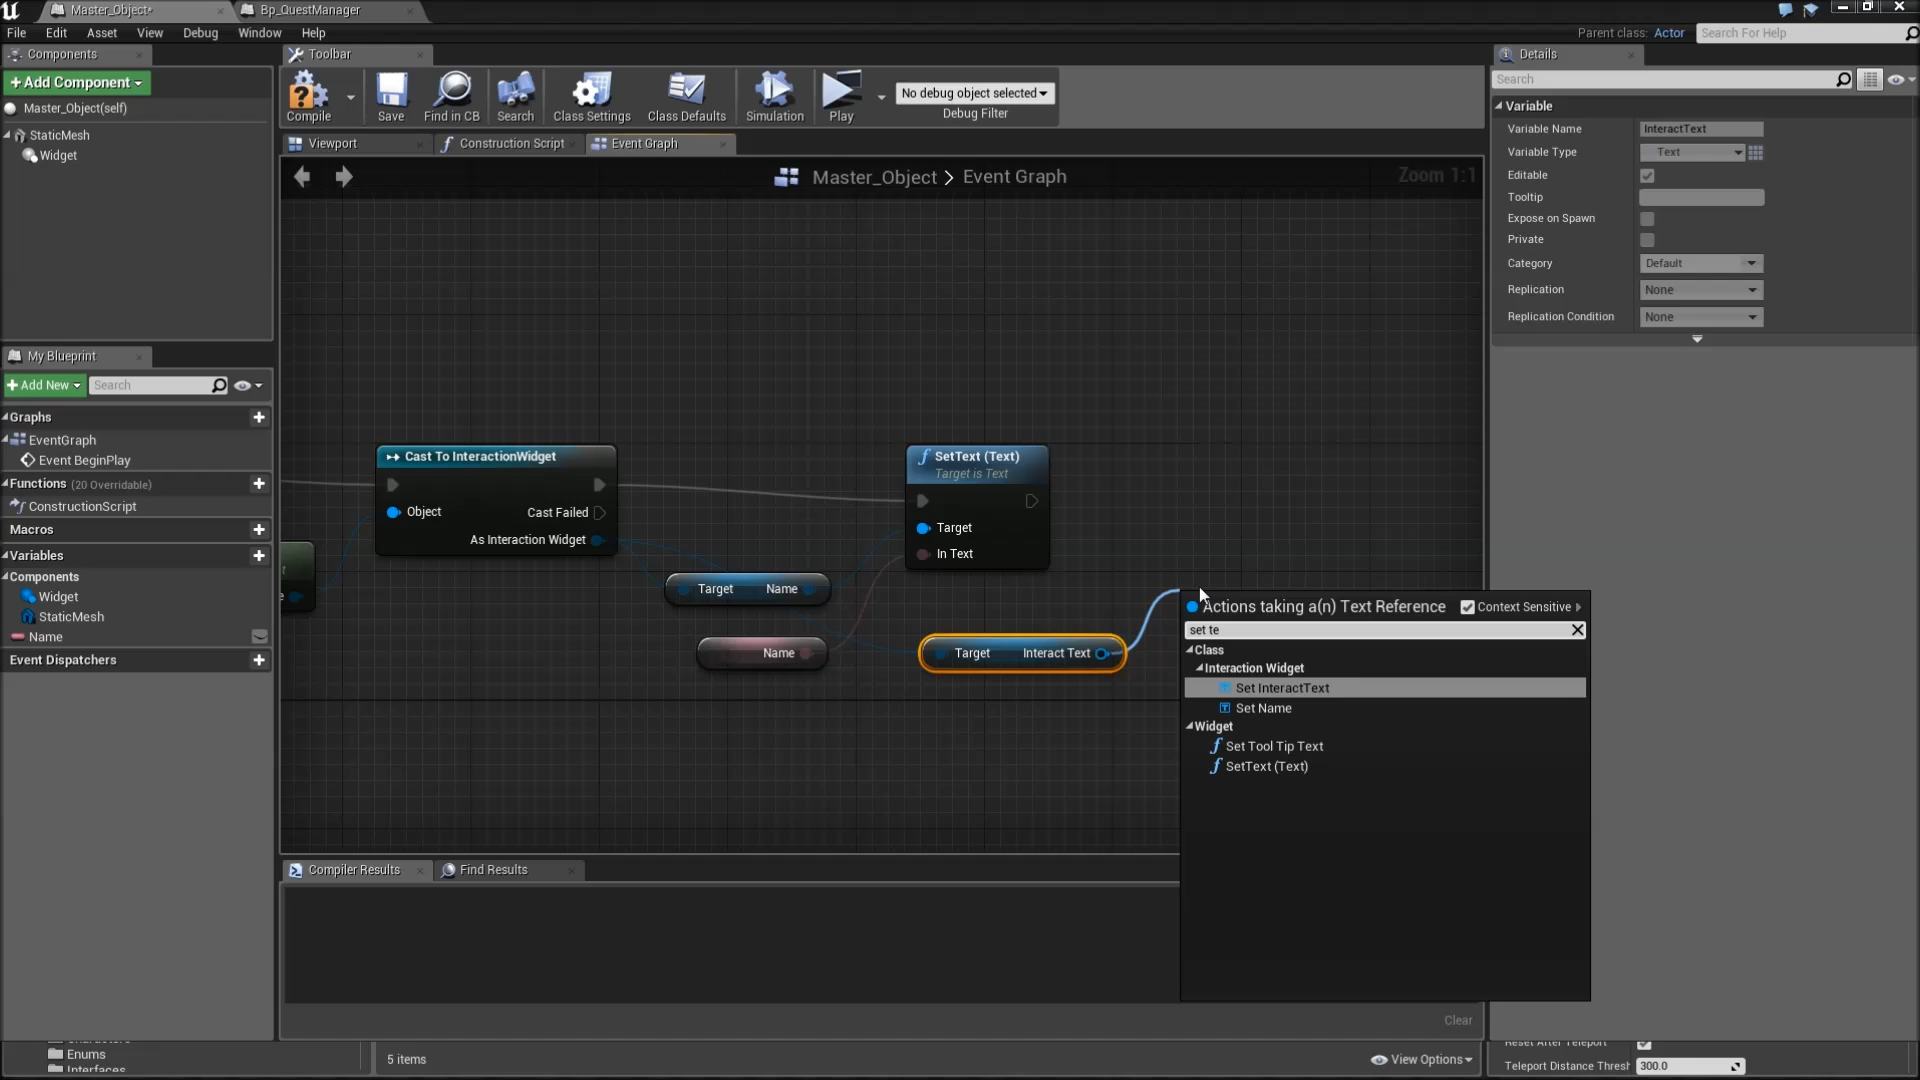 Master_Object*
Bp_QuestManager
File Edit Asset View Debug Window Help
Parent class: Actor
Search For Help
Components
Toolbar
Details
+Add Component
Master_Object(self)
StaticMesh
Widget
Compile
Save
Find in CB
Search
Class Settings
Class Defaults
Simulation
Play
No debug object selected
Debug Filter
Search
Variable
Variable Name InteractText
Variable Type Text
Editable
Tooltip
Expose on Spawn
Private
Category Default
Replication None
Replication Condition None
Viewport
Construction Script
Event Graph
Master_Object > Event Graph
Zoom 1:1
My Blueprint
+Add New
Search
Graphs
EventGraph
Event BeginPlay
Functions (20 Overridable)
ConstructionScript
Macros
Variables
Components
Widget
StaticMesh
Name
Event Dispatchers
Cast To InteractionWidget
Object
Cast Failed
As Interaction Widget
SetText (Text)
Target is Text
Target
In Text
Target Name
Name
Target Interact Text
Actions taking a(n) Text Reference
Context Sensitive
set te
Class
Interaction Widget
Set InteractText
Set Name
Widget
Set Tool Tip Text
SetText (Text)
Compiler Results
Find Results
Clear
Enums
Interfaces
5 items
View Options
Reset After Teleport
Teleport Distance Thresh 300.0